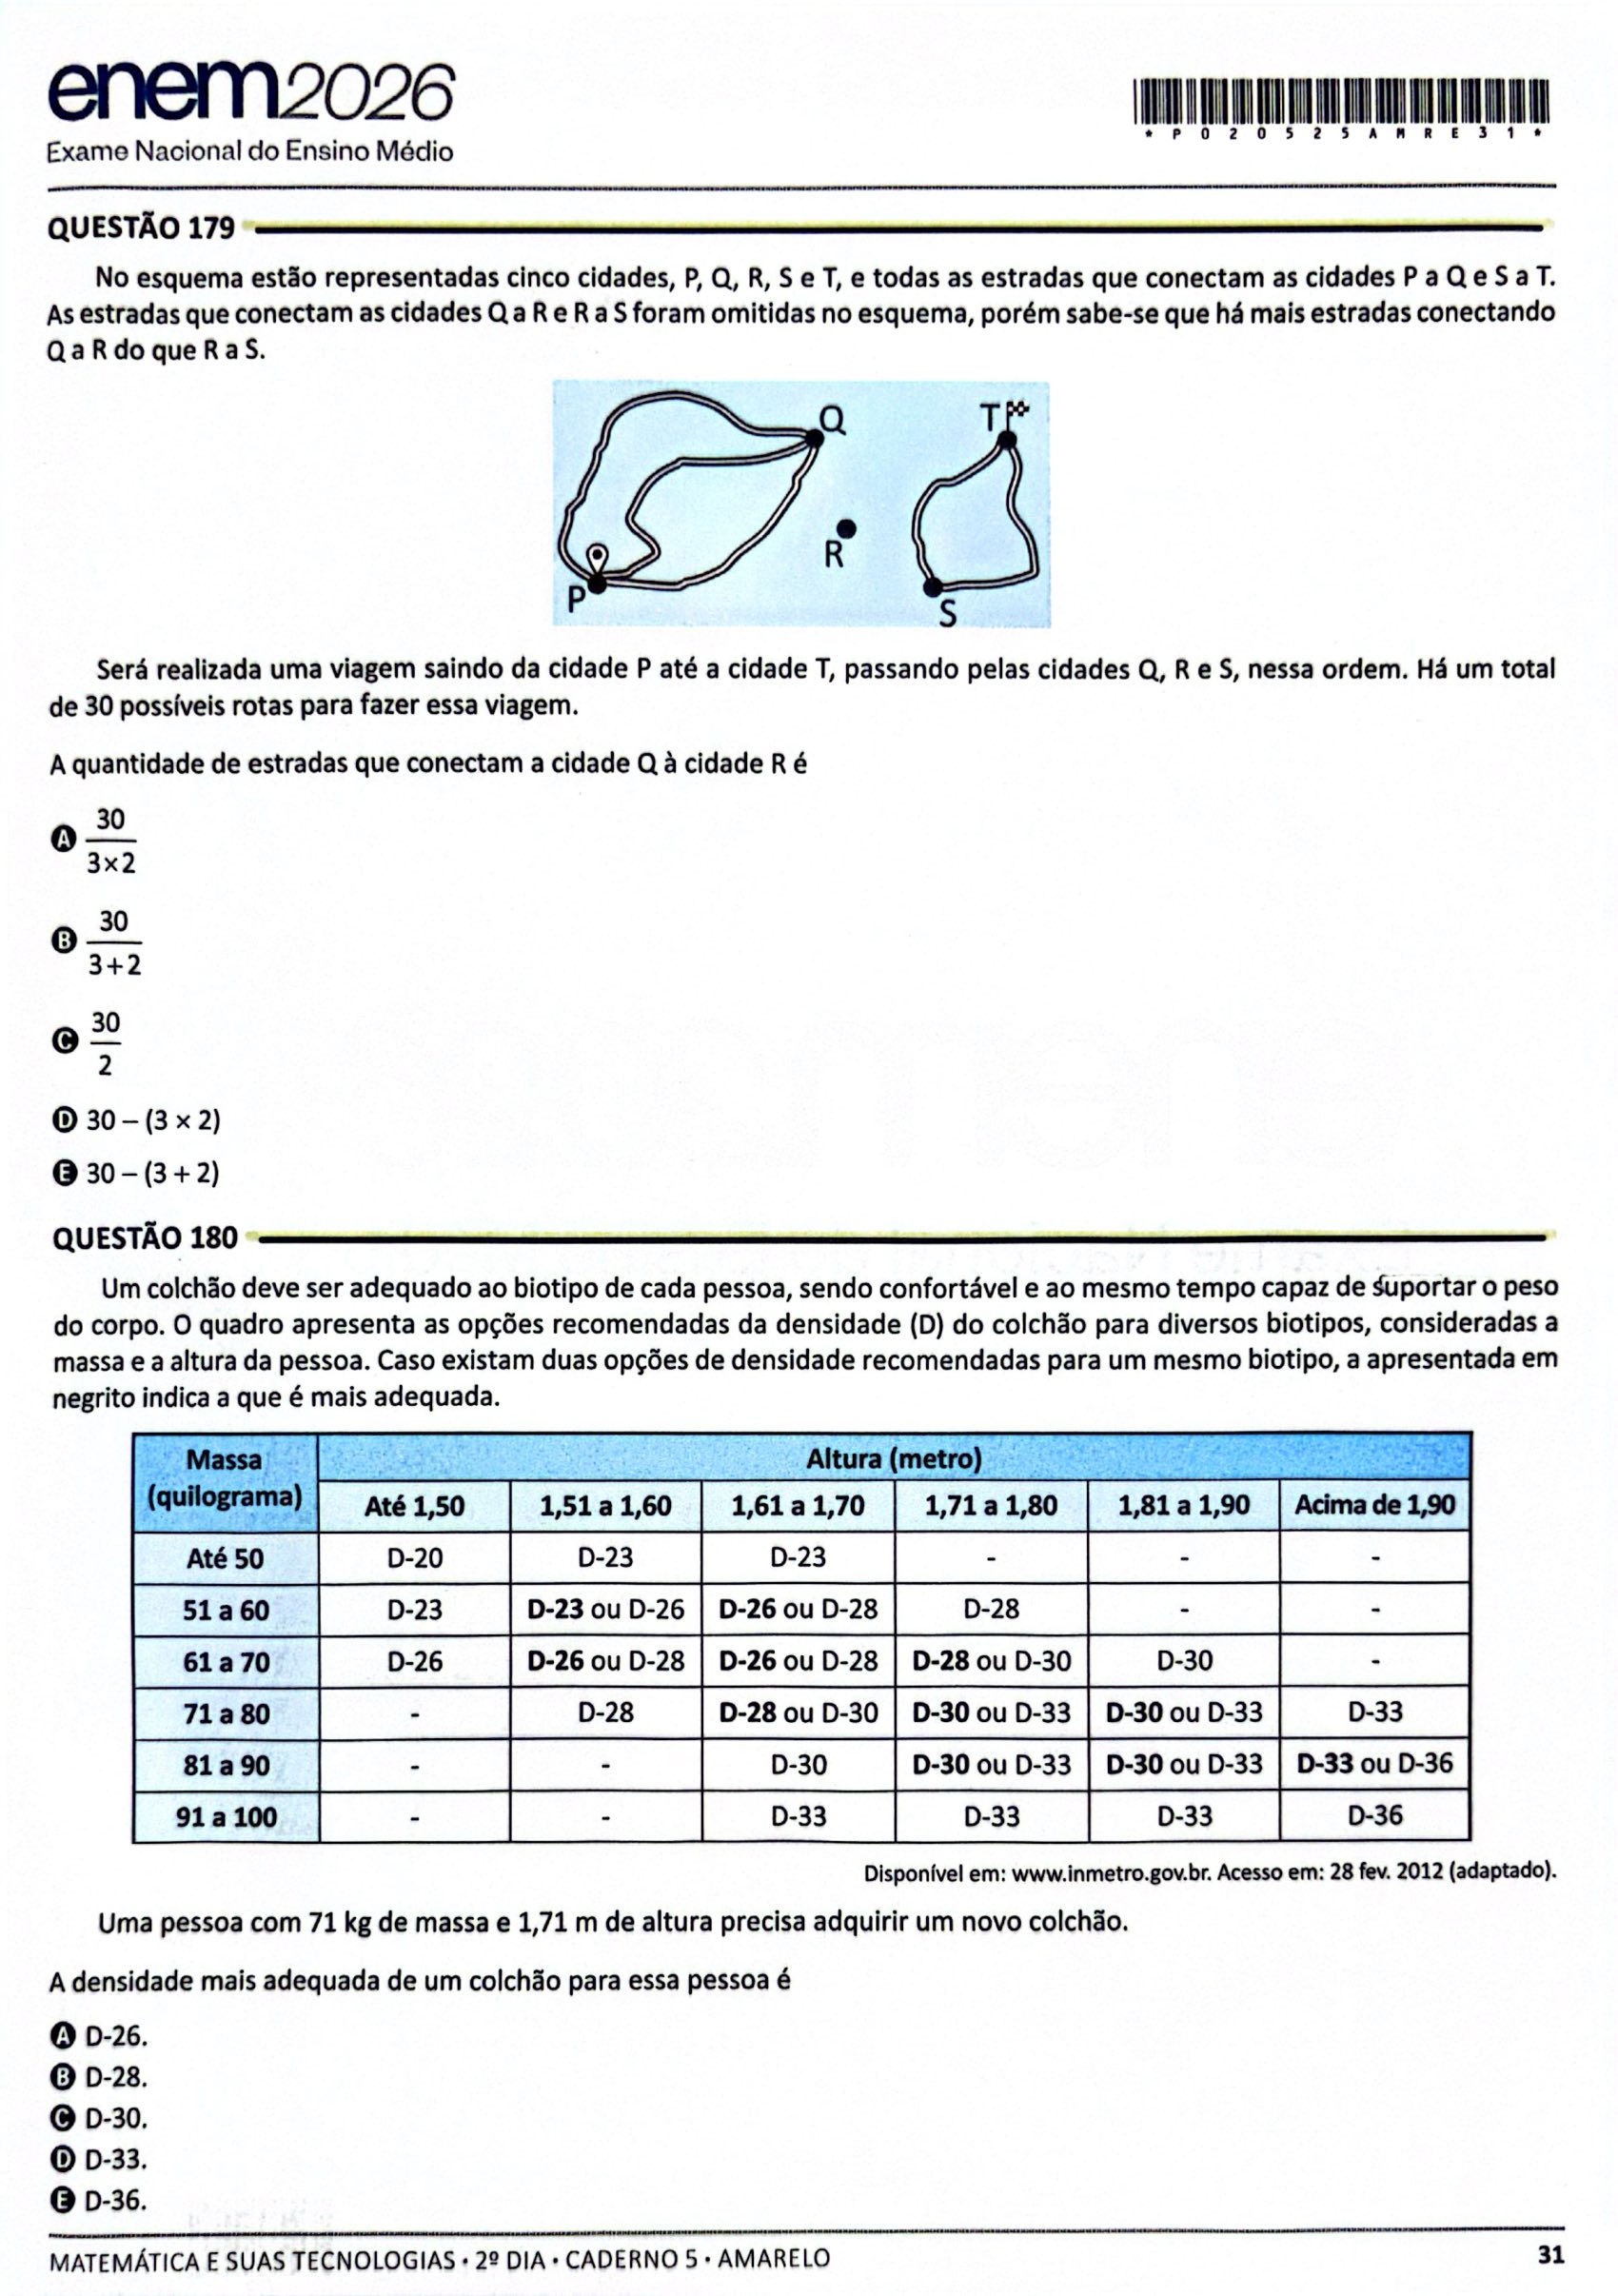 enem2026
Exame Nacional do Ensino Médio
* P 0 2 0 5 2 5 A M R E 3 1 *
QUESTÃO 179
No esquema estão representadas cinco cidades, P, Q, R, S e T, e todas as estradas que conectam as cidades P a Q e S a T.
As estradas que conectam as cidades Q a R e R a S foram omitidas no esquema, porém sabe-se que há mais estradas conectando
Q a R do que R a S.
Q
T
R
P
S
Será realizada uma viagem saindo da cidade P até a cidade T, passando pelas cidades Q, R e S, nessa ordem. Há um total
de 30 possíveis rotas para fazer essa viagem.
A quantidade de estradas que conectam a cidade Q à cidade R é
A 30
3×2
B 30
3+2
C 30
2
D 30 – (3 × 2)
E 30 – (3 + 2)
QUESTÃO 180
Um colchão deve ser adequado ao biotipo de cada pessoa, sendo confortável e ao mesmo tempo capaz de suportar o peso
do corpo. O quadro apresenta as opções recomendadas da densidade (D) do colchão para diversos biotipos, consideradas a
massa e a altura da pessoa. Caso existam duas opções de densidade recomendadas para um mesmo biotipo, a apresentada em
negrito indica a que é mais adequada.
Massa
(quilograma)
Altura (metro)
Até 1,50 1,51 a 1,60 1,61 a 1,70 1,71 a 1,80 1,81 a 1,90 Acima de 1,90
Até 50 D-20 D-23 D-23 - - -
51 a 60 D-23 D-23 ou D-26 D-26 ou D-28 D-28 - -
61 a 70 D-26 D-26 ou D-28 D-26 ou D-28 D-28 ou D-30 D-30 -
71 a 80 - D-28 D-28 ou D-30 D-30 ou D-33 D-30 ou D-33 D-33
81 a 90 - - D-30 D-30 ou D-33 D-30 ou D-33 D-33 ou D-36
91 a 100 - - D-33 D-33 D-33 D-36
Disponível em: www.inmetro.gov.br. Acesso em: 28 fev. 2012 (adaptado).
Uma pessoa com 71 kg de massa e 1,71 m de altura precisa adquirir um novo colchão.
A densidade mais adequada de um colchão para essa pessoa é
A D-26.
B D-28.
C D-30.
D D-33.
E D-36.
MATEMÁTICA E SUAS TECNOLOGIAS • 2º DIA • CADERNO 5 • AMARELO
31